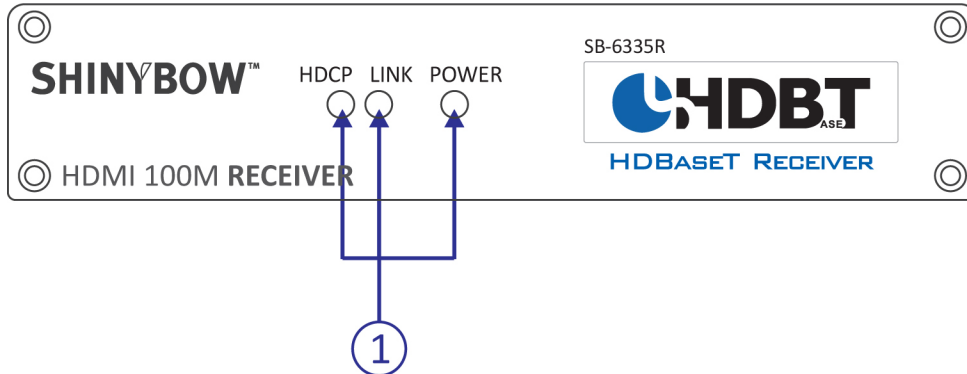 SB-6335R
SHINYBOW™
HDCP LINK POWER
HDBT
ASE
HDBASET RECEIVER
HDMI 100M RECEIVER
1